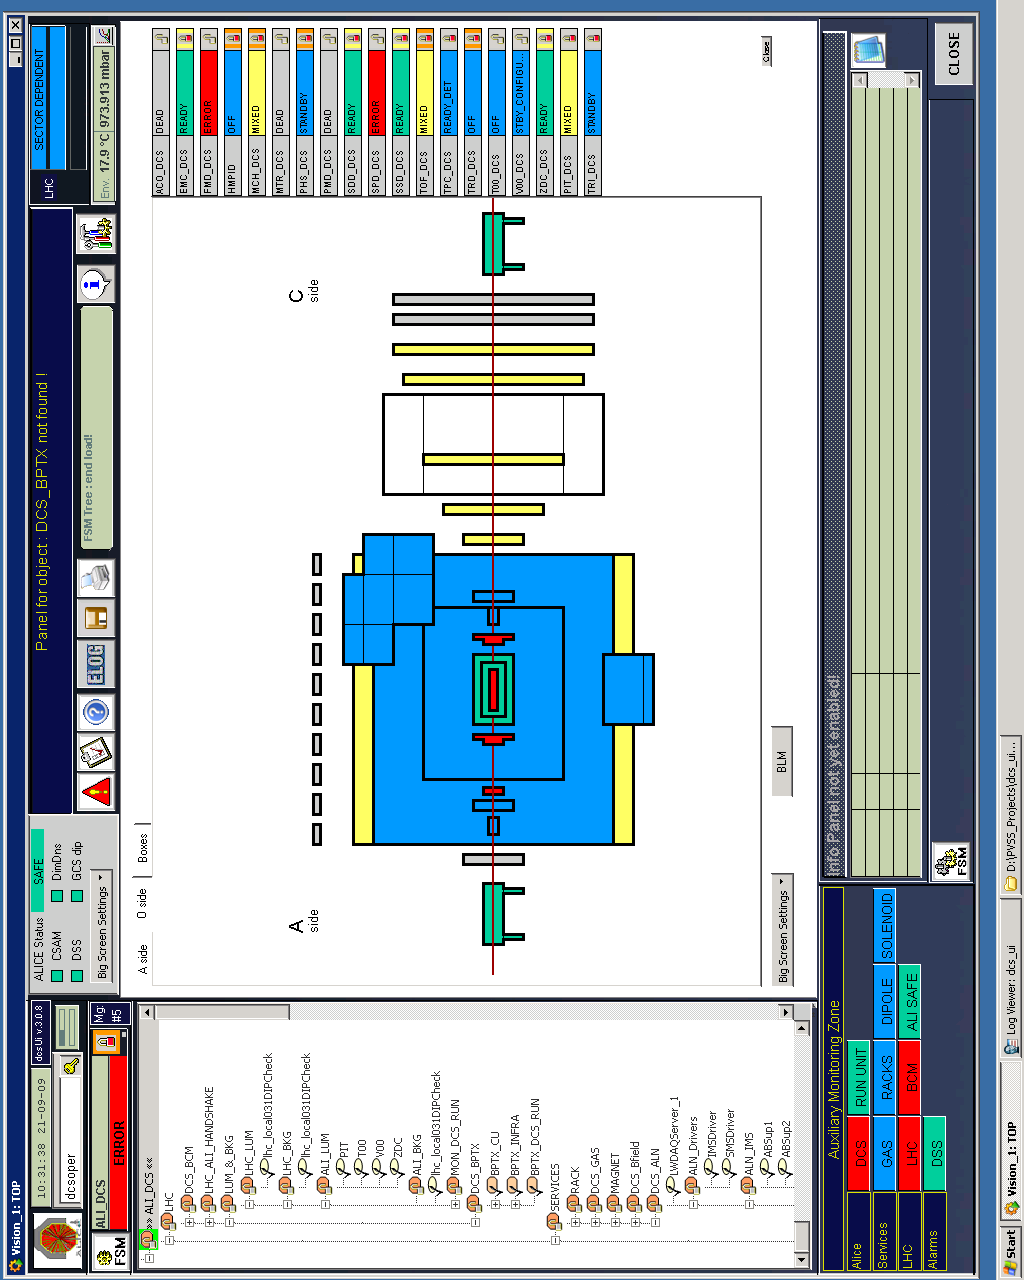 Vision_1: TOP
10:31:38 21-09-09
dcsUi v.3.0.8
dcsoper
ALI_DCS
FSM
ERROR
Mg:
#5
ALICE Status
SAFE
CSAM
DimDns
DSS
GCS dip
Big Screen Settings
Panel for object : DCS_BPTX not found !
ELOG
FSM Tree : end load!
LHC
SECTOR DEPENDENT
Env. 17.9 °C 973.913 mbar
>> ALI_DCS <<
LHC
DCS_BCM
LHC_ALI_HANDSHAKE
LUM_&_BKG
LHC_LUM
lhc_local031DIPCheck
LHC_BKG
lhc_local031DIPCheck
ALI_LUM
PIT
T00
V00
ZDC
ALI_BKG
lhc_local031DIPCheck
MON_DCS_RUN
DCS_BPTX
BPTX_CU
BPTX_INFRA
BPTX_DCS_RUN
SERVICES
RACK
DCS_GAS
MAGNET
DCS_Bfield
DCS_ALN
LWDAQServer_1
ALN_Drivers
IMSDriver
SMSDriver
ALN_IMS
ABSup1
ABSup2
A side
O side
Boxes
A
side
C
side
ACO_DCS DEAD
EMC_DCS READY
FMD_DCS ERROR
HMPID OFF
MCH_DCS MIXED
MTR_DCS DEAD
PHS_DCS STANDBY
PMD_DCS DEAD
SDD_DCS READY
SPD_DCS ERROR
SSD_DCS READY
TOF_DCS MIXED
TPC_DCS READY_DET
TRD_DCS OFF
T00_DCS OFF
V00_DCS STBY_CONFIGU...
ZDC_DCS READY
PIT_DCS MIXED
TRI_DCS STANDBY
Big Screen Settings
BLM
Close
Auxiliary Monitoring Zone
Alice DCS RUN UNIT
Services GAS RACKS DIPOLE SOLENOID
LHC LHC BCM ALI SAFE
Alarms DSS
Info Panel not yet enabled!
FSM
CLOSE
Start
Vision_1: TOP
Log Viewer: dcs_ui
D:\PVSS_Projects\dcs_ui...